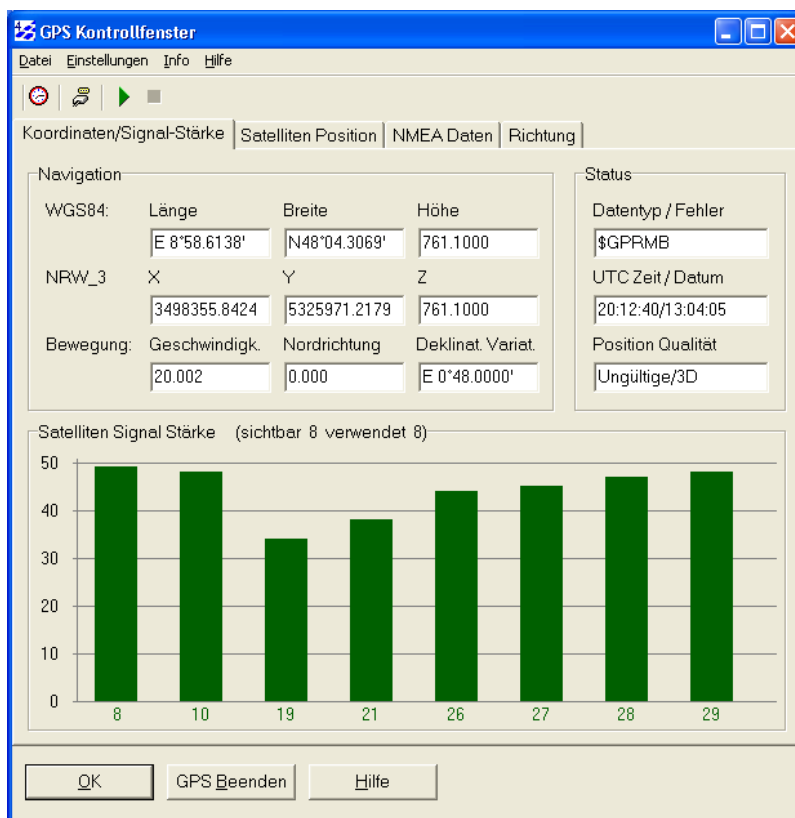 GPS Kontrollfenster
Datei Einstellungen Info Hilfe
Koordinaten/Signal-Stärke Satelliten Position NMEA Daten Richtung
Navigation
WGS84: Länge Breite Höhe
E 8°58.6138' N48°04.3069' 761.1000
NRW_3 X Y Z
3498355.8424 5325971.2179 761.1000
Bewegung: Geschwindigk. Nordrichtung Deklinat. Variat.
20.002 0.000 E 0°48.0000'
Status
Datentyp / Fehler
$GPRMB
UTC Zeit / Datum
20:12:40/13:04:05
Position Qualität
Ungültige/3D
Satelliten Signal Stärke (sichtbar 8 verwendet 8)
50
40
30
20
10
0
8 10 19 21 26 27 28 29
OK GPS Beenden Hilfe